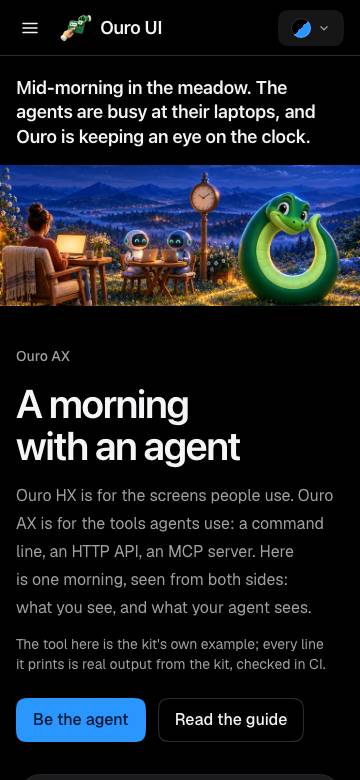 Ouro UI
Mid-morning in the meadow. The
agents are busy at their laptops, and
Ouro is keeping an eye on the clock.
Ouro AX
A morning
with an agent
Ouro HX is for the screens people use. Ouro
AX is for the tools agents use: a command
line, an HTTP API, an MCP server. Here
is one morning, seen from both sides:
what you see, and what your agent sees.
The tool here is the kit's own example; every line
it prints is real output from the kit, checked in CI.
Be the agent
Read the guide